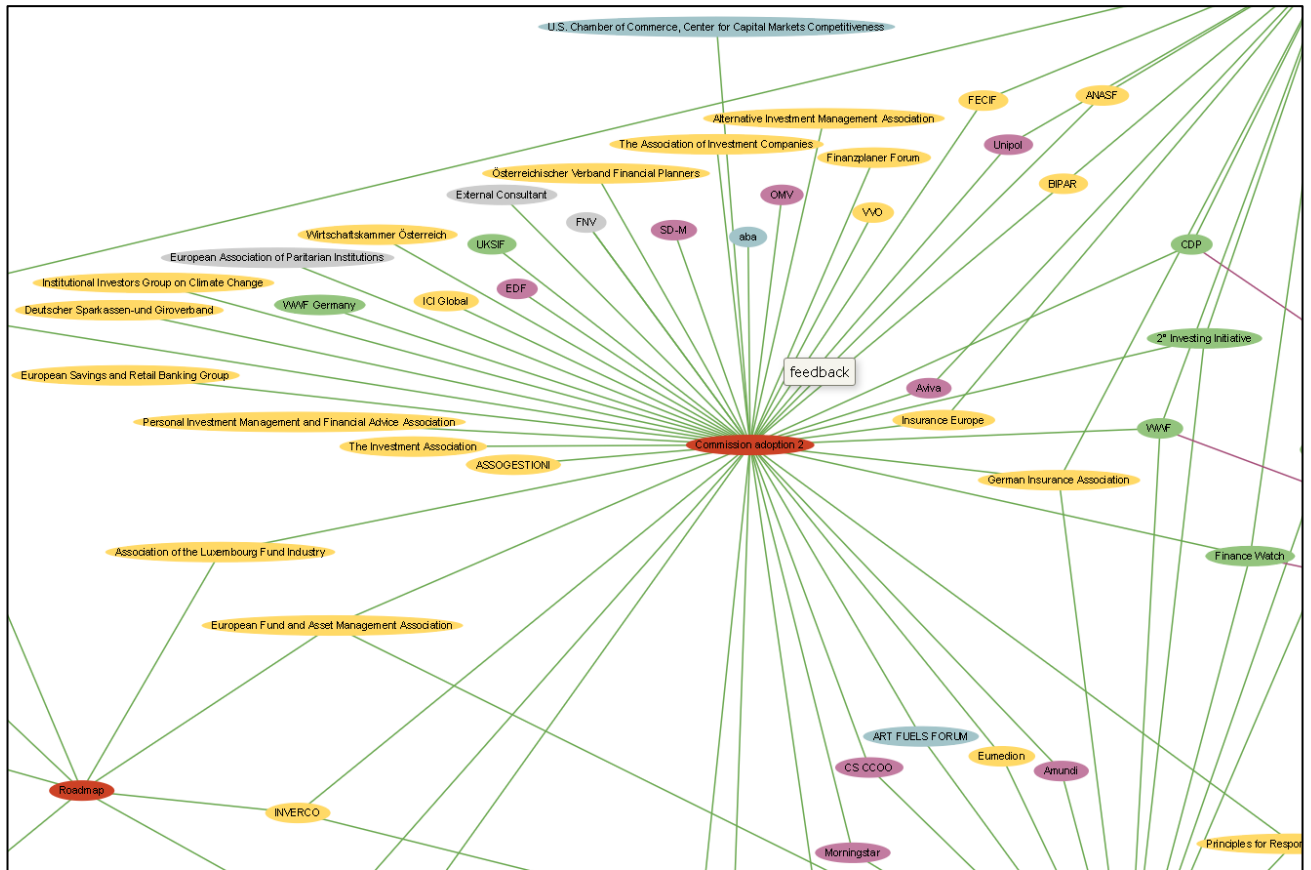 U.S. Chamber of Commerce, Center for Capital Markets Competitiveness
FECIF
ANASF
Alternative Investment Management Association
The Association of Investment Companies
Unipol
Finanzplaner Forum
Österreichischer Verband Financial Planners
BIPAR
External Consultant
OMV
FNV
VVO
SD-M
aba
Wirtschaftskammer Österreich
UKSIF
CDP
European Association of Paritarian Institutions
Institutional Investors Group on Climate Change
EDF
WWF Germany
ICI Global
Deutscher Sparkassen-und Giroverband
2° Investing Initiative
feedback
European Savings and Retail Banking Group
Aviva
Personal Investment Management and Financial Advice Association
Insurance Europe
WWF
The Investment Association
Commission adoption 2
ASSOGESTIONI
German Insurance Association
Association of the Luxembourg Fund Industry
Finance Watch
European Fund and Asset Management Association
ART FUELS FORUM
Eumedion
CS CCOO
Amundi
Roadmap
INVERCO
Principles for Respon
Morningstar